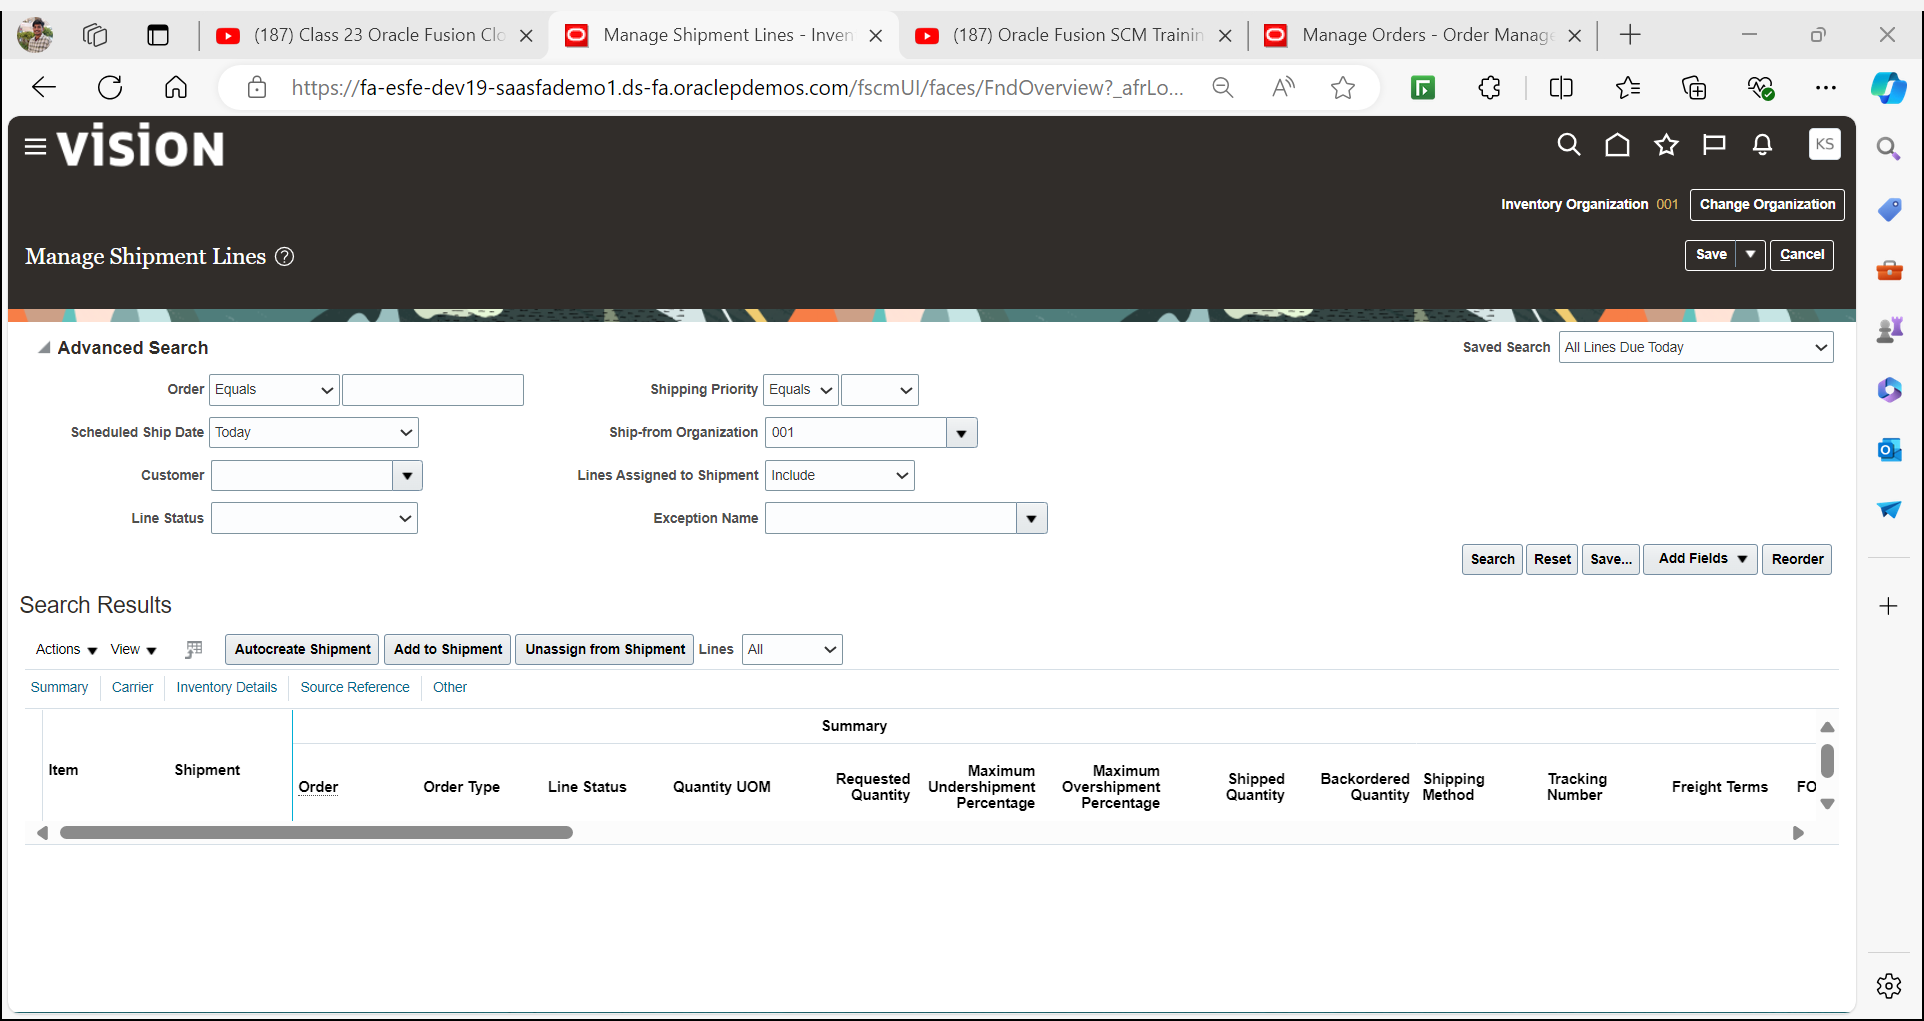 (187) Class 23 Oracle Fusion Clo
Manage Shipment Lines - Inven
(187) Oracle Fusion SCM Trainin
Manage Orders - Order Manage
https://fa-esfe-dev19-saasfademo1.ds-fa.oraclepdemos.com/fscmUI/faces/FndOverview?_afrLo...
VISION
KS
Inventory Organization 001 Change Organization
Manage Shipment Lines
Save Cancel
Advanced Search
Saved Search All Lines Due Today
Order Equals
Shipping Priority Equals
Scheduled Ship Date Today
Ship-from Organization 001
Customer
Lines Assigned to Shipment Include
Line Status
Exception Name
Search Reset Save... Add Fields Reorder
Search Results
Actions View Autocreate Shipment Add to Shipment Unassign from Shipment Lines All
Summary Carrier Inventory Details Source Reference Other
Summary
Item
Shipment
Order
Order Type
Line Status
Quantity UOM
Requested
Quantity
Maximum
Undershipment
Percentage
Maximum
Overshipment
Percentage
Shipped
Quantity
Backordered
Quantity
Shipping
Method
Tracking
Number
Freight Terms
FO